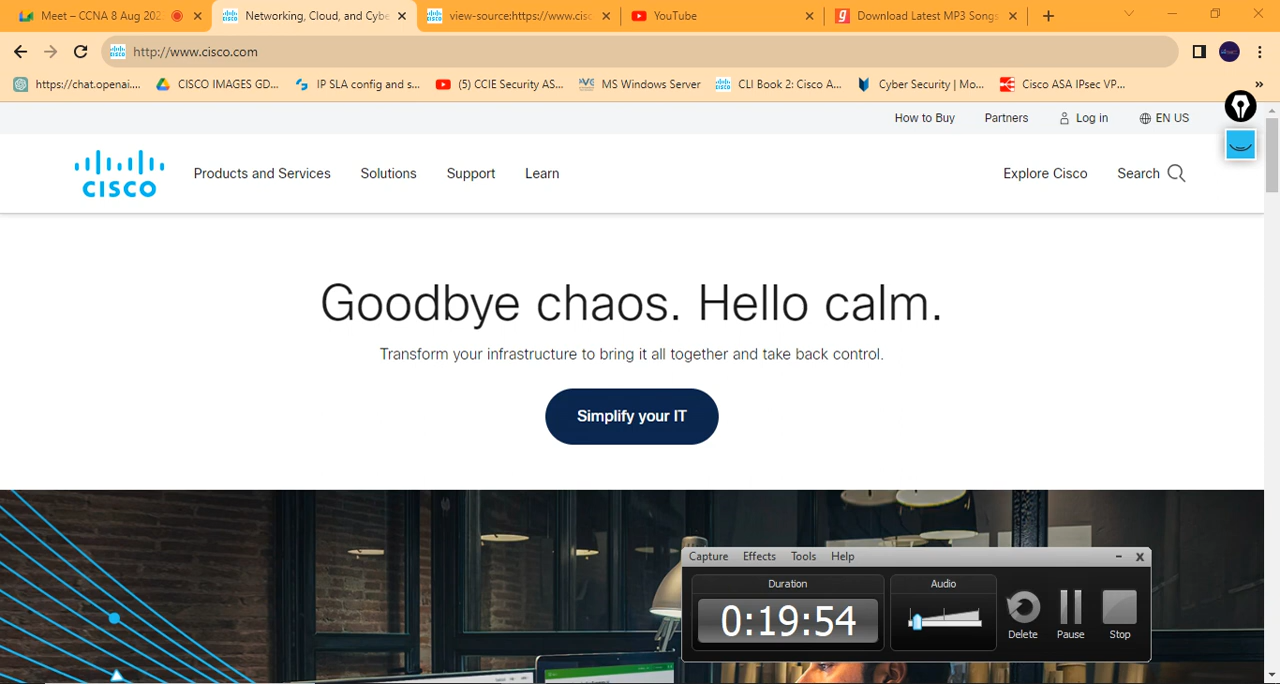 Meet – CCNA 8 Aug 202
Networking, Cloud, and Cybe
view-source:https://www.cisc
YouTube
Download Latest MP3 Songs
http://www.cisco.com
https://chat.openai....
CISCO IMAGES GD...
IP SLA config and s...
(5) CCIE Security AS...
MS Windows Server
CLI Book 2: Cisco A...
Cyber Security | Mo...
Cisco ASA IPsec VP...
»
How to Buy
Partners
Log in
EN US
CISCO
Products and Services
Solutions
Support
Learn
Explore Cisco
Search
Goodbye chaos. Hello calm.
Transform your infrastructure to bring it all together and take back control.
Simplify your IT
Capture Effects Tools Help
Duration
0:19:54
Audio
Delete
Pause
Stop